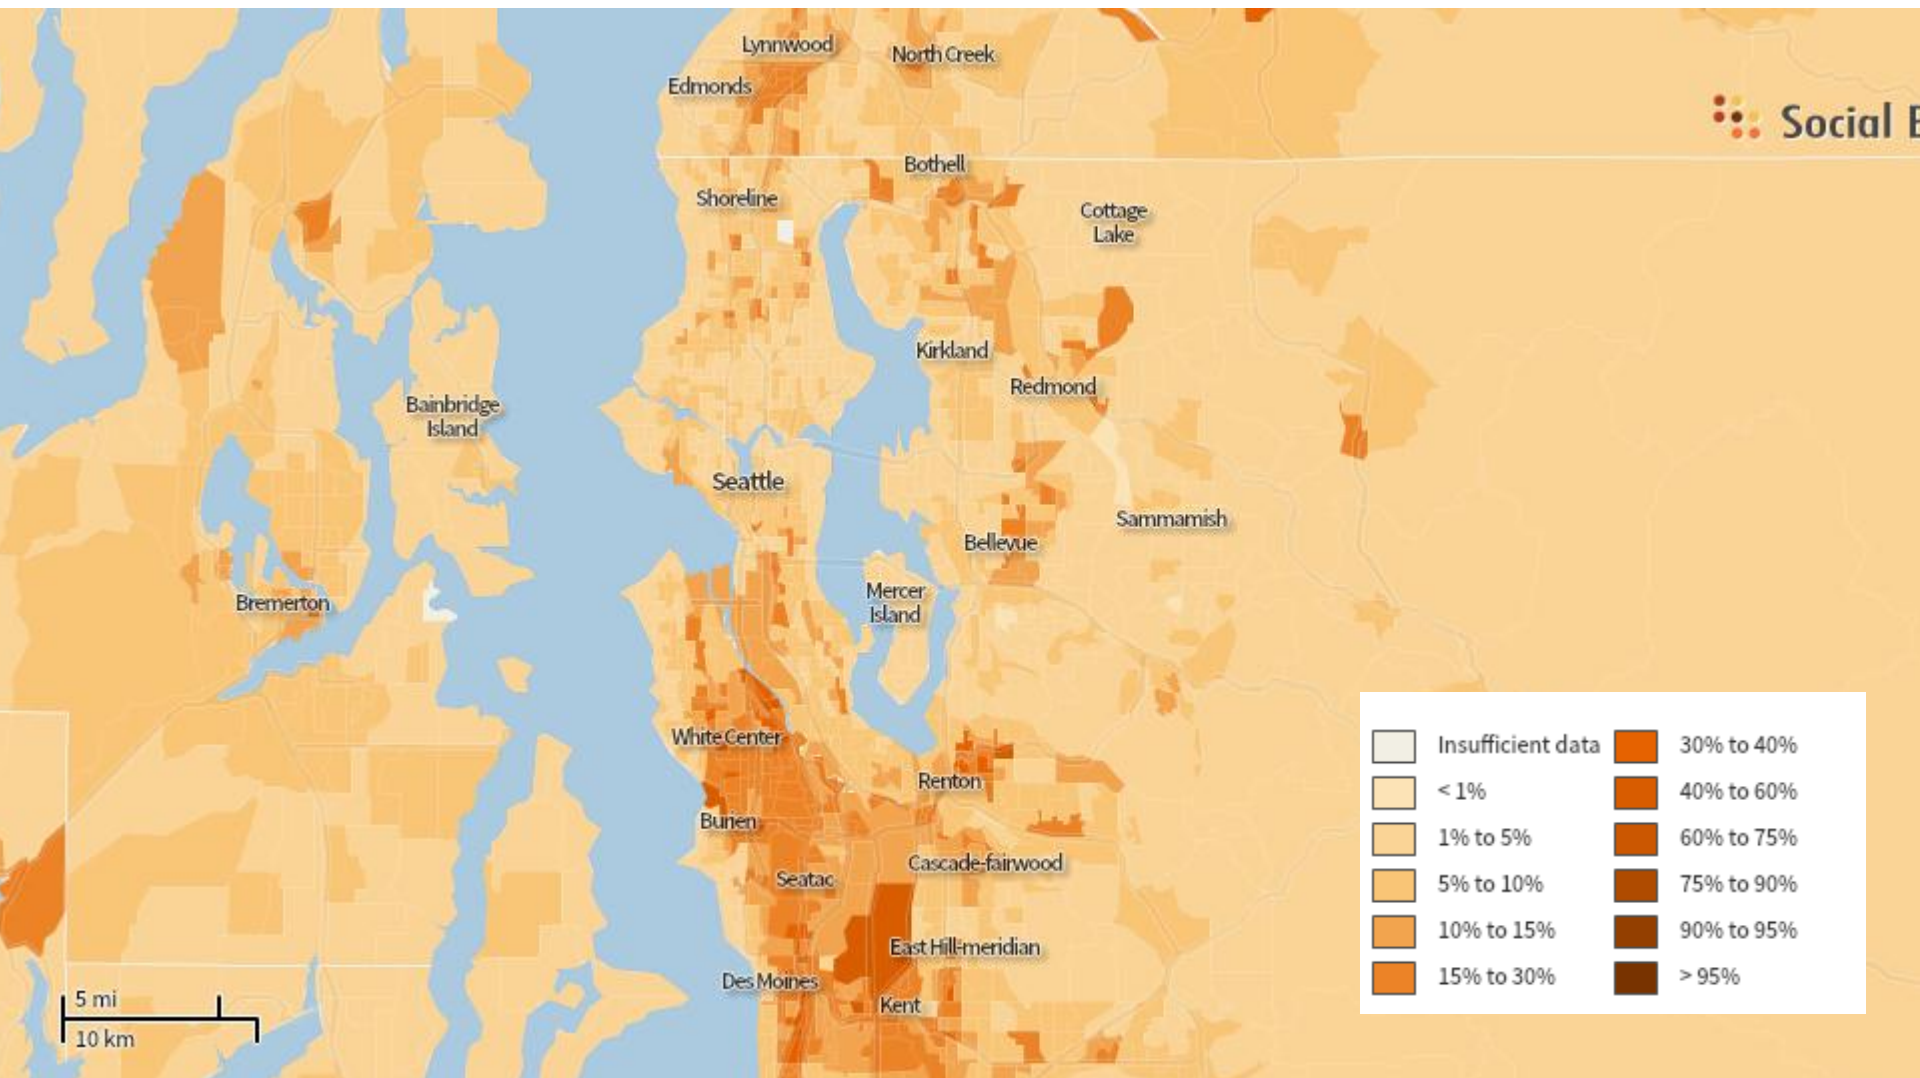 Lynnwood
North Creek
Edmonds
Social E
Bothell
Shoreline
Cottage
Lake
Kirkland
Redmond
Bainbridge
Island
Seattle
Sammamish
Bellevue
Mercer
Island
Bremerton
White Center
Renton
Burien
Cascade-fairwood
Seatac
East Hill-meridian
Des Moines
Kent
5 mi
10 km
Insufficient data
< 1%
1% to 5%
5% to 10%
10% to 15%
15% to 30%
30% to 40%
40% to 60%
60% to 75%
75% to 90%
90% to 95%
> 95%